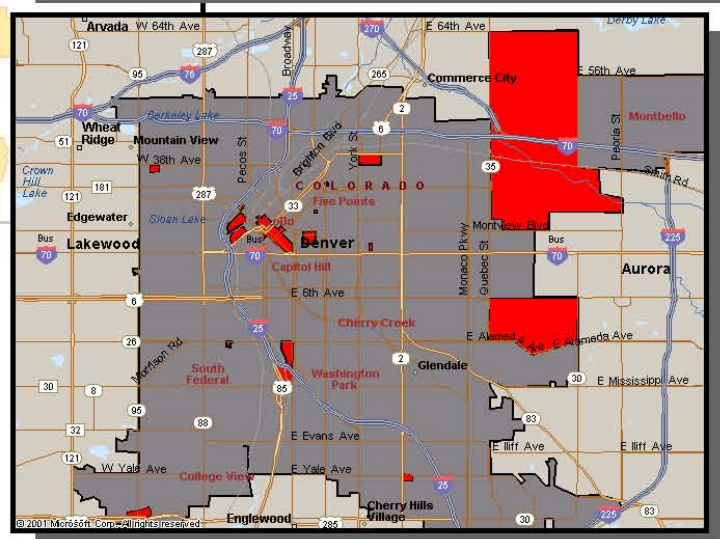 Arvada W 64th Ave
E 64th Ave
Derby Lake
270
121
287
Broadway
76
95
265
E 56th Ave
Commerce City
25
2
70
Berkeley Lake
6
Montbello
Wheat Ridge
51
Mountain View
70
Pecos St
Brighton Blvd
York St
70
Peoria St
W 38th Ave
35
Smith Rd
Crown Hill Lake
181
121
287
COLORADO
33
Five Points
Edgewater
Sloan Lake
LoDo
Montview Blvd
Bus 70
Lakewood
Bus 70
Denver
Monaco Pkwy
Quebec St
Bus 70
225
Capitol Hill
Aurora
6
E 6th Ave
25
Cherry Creek
26
Morrison Rd
E Alameda Ave
E Alameda Ave
2
Glendale
South Federal
Washington Park
30
8
85
30
E Mississippi Ave
95
88
83
32
E Evans Ave
E Iliff Ave
E Iliff Ave
121
W Yale Ave
College View
E Yale Ave
25
Cherry Hills Village
83
© 2001 Microsoft Corp. All rights reserved.
Englewood
285
30
225